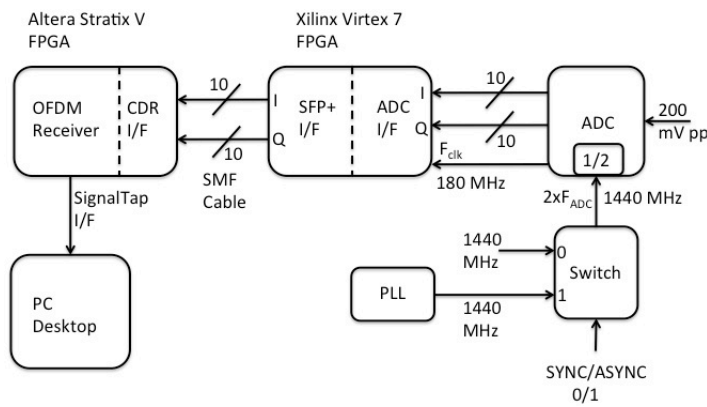 Altera Stratix V
FPGA
Xilinx Virtex 7
FPGA
OFDM
Receiver
CDR
I/F
10
I
Q
10
SMF
Cable
SFP+
I/F
ADC
I/F
I
Q
10
10
F_clk
180 MHz
ADC
1/2
200
mV pp
2xF_ADC
1440 MHz
SignalTap
I/F
PC
Desktop
PLL
1440
MHz
1440
MHz
0
1
Switch
SYNC/ASYNC
0/1